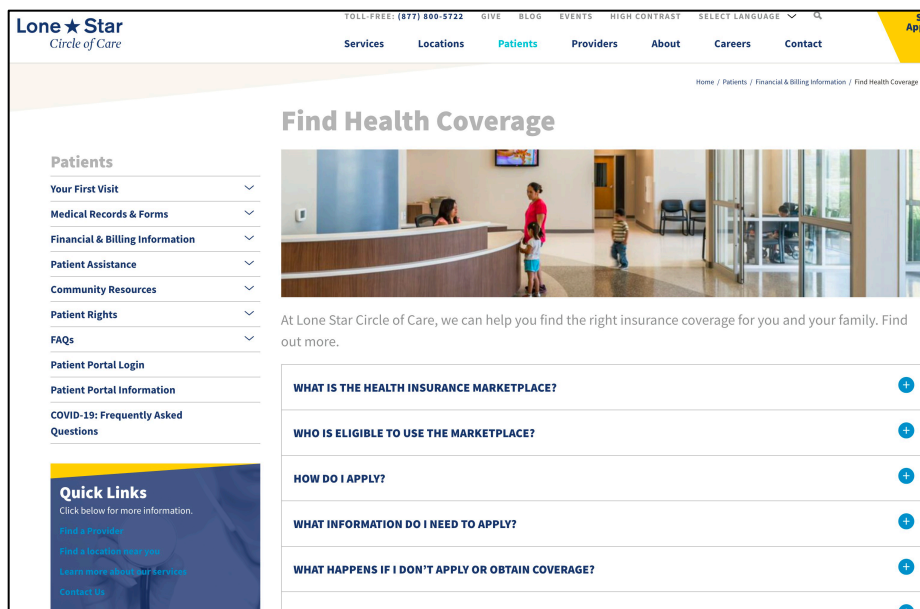 Lone ★ Star
Circle of Care
TOLL-FREE: (877) 800-5722 GIVE BLOG EVENTS HIGH CONTRAST SELECT LANGUAGE
Services Locations Patients Providers About Careers Contact
Home / Patients / Financial & Billing Information / Find Health Coverage
Find Health Coverage
Patients
Your First Visit
Medical Records & Forms
Financial & Billing Information
Patient Assistance
Community Resources
Patient Rights
FAQs
Patient Portal Login
Patient Portal Information
COVID-19: Frequently Asked
Questions
Quick Links
Click below for more information.
Find a Provider
Find a location near you
Learn more about our services
Contact Us
At Lone Star Circle of Care, we can help you find the right insurance coverage for you and your family. Find
out more.
WHAT IS THE HEALTH INSURANCE MARKETPLACE?
WHO IS ELIGIBLE TO USE THE MARKETPLACE?
HOW DO I APPLY?
WHAT INFORMATION DO I NEED TO APPLY?
WHAT HAPPENS IF I DON'T APPLY OR OBTAIN COVERAGE?